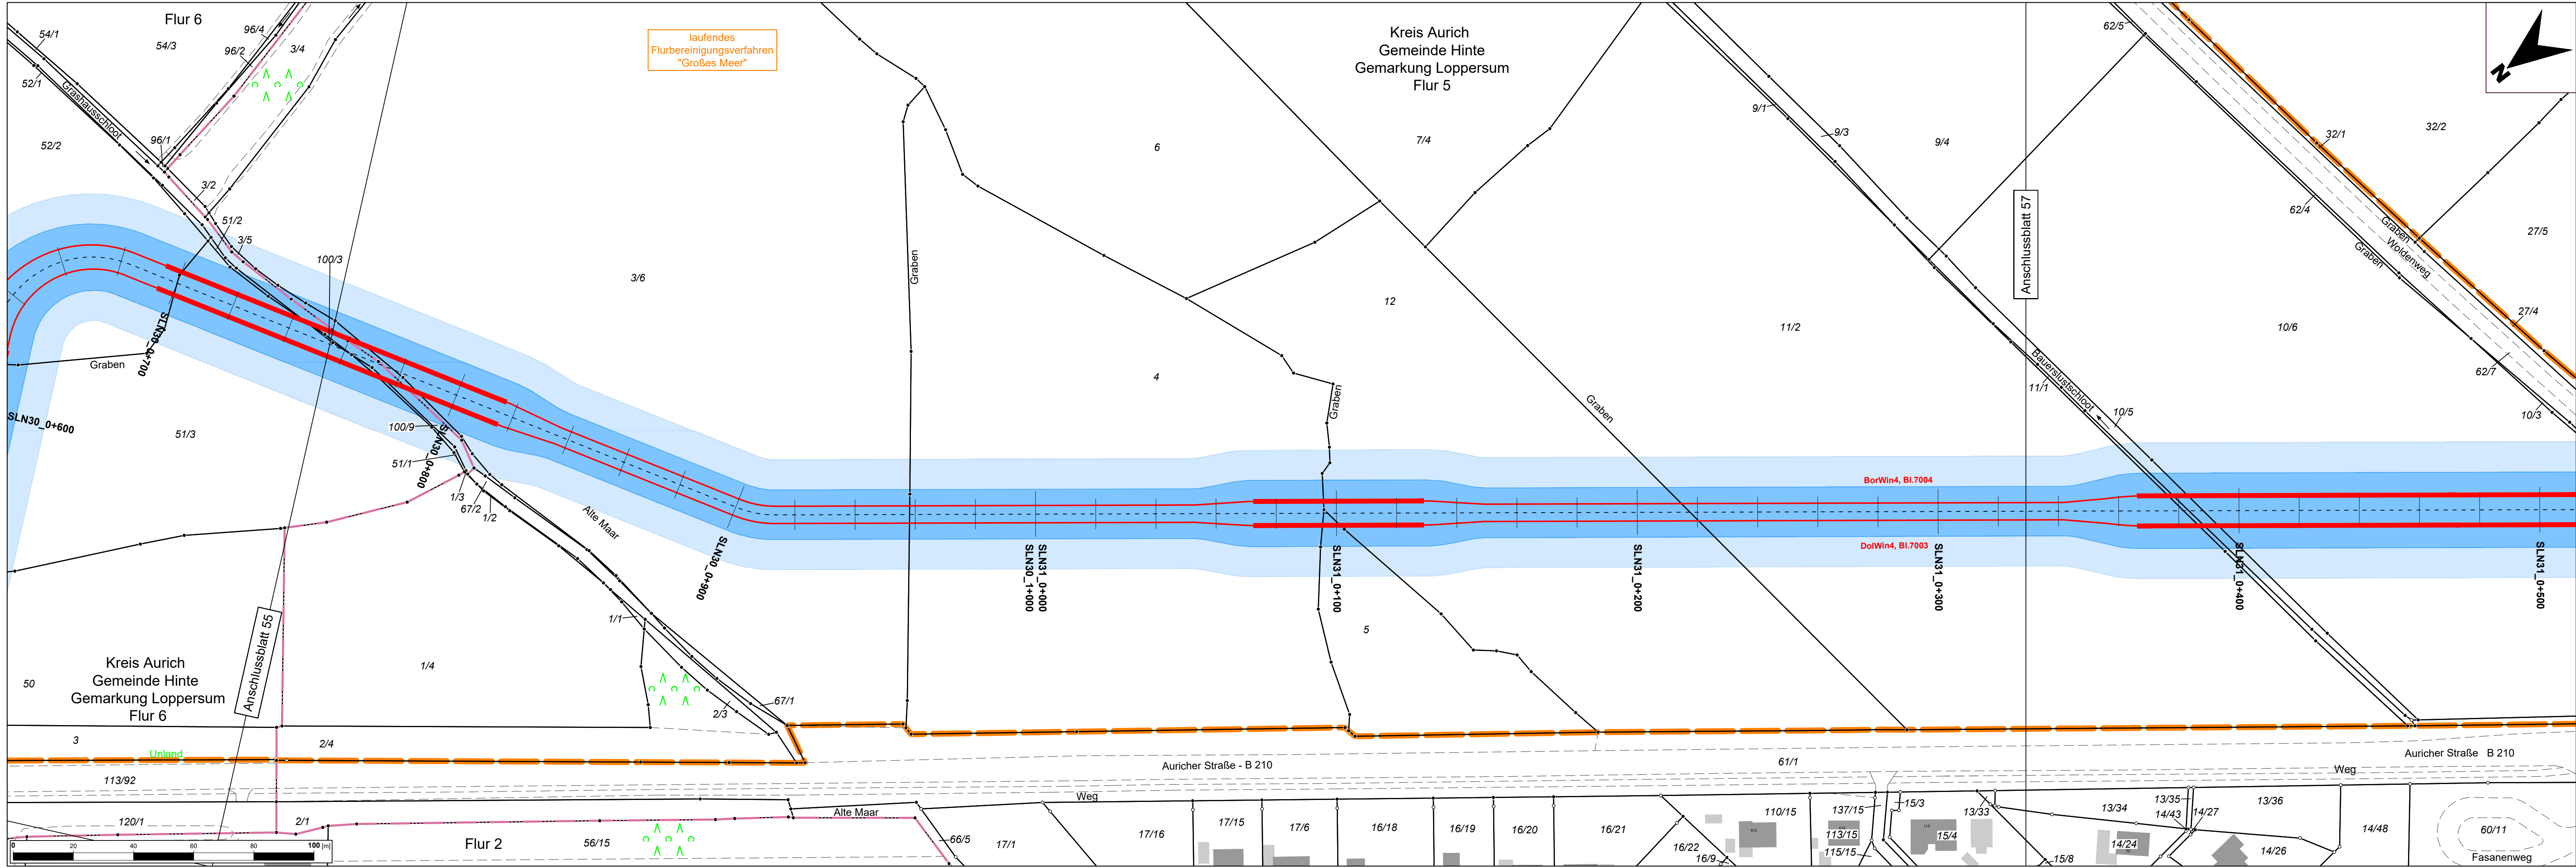 Flur 6
54/1
54/3
96/4
96/2
3/4
52/1
Grashausschloot
96/1
52/2
3/2
51/2
3/5
100/3
laufendes
Flurbereinigungsverfahren
"Großes Meer"
Kreis Aurich
Gemeinde Hinte
Gemarkung Loppersum
Flur 5
62/5
N
9/1
9/3
9/4
32/1
32/2
6
7/4
Anschlussblatt 57
62/4
Graben
Woldenweg
Graben
27/5
3/6
Graben
12
11/2
10/6
27/4
SLN30_0+700
Graben
4
Graben
Graben
Bauerslustschloot
11/1
62/7
10/5
10/3
SLN30_0+600
51/3
100/9
SLN30_0+800
51/1
1/3
67/2
1/2
Alte Maar
BorWin4, Bl.7004
DolWin4, Bl.7003
SLN30_0+900
SLN30_1+000
SLN31_0+000
SLN31_0+100
SLN31_0+200
SLN31_0+300
SLN31_0+400
SLN31_0+500
1/1
5
Anschlussblatt 55
Kreis Aurich
Gemeinde Hinte
Gemarkung Loppersum
Flur 6
50
1/4
67/1
2/3
3
Unland
2/4
113/92
Auricher Straße - B 210
61/1
Auricher Straße B 210
Weg
Weg
120/1
2/1
Alte Maar
Flur 2
56/15
66/5
17/1
17/16
17/15
17/6
16/18
16/19
16/20
16/21
16/22
16/9
110/15
137/15
113/15
115/15
15/3
15/4
13/33
15/8
13/34
13/35
14/43
14/27
14/24
13/36
14/26
14/48
60/11
Fasanenweg
0 20 40 60 80 100 [m]